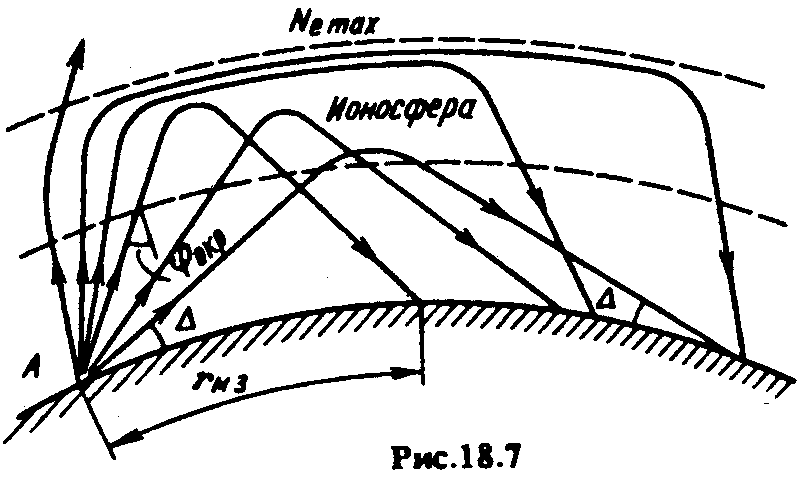 Ne max
Ионосфера
φ0кр
Δ
Δ
A
rмз
Рис.18.7